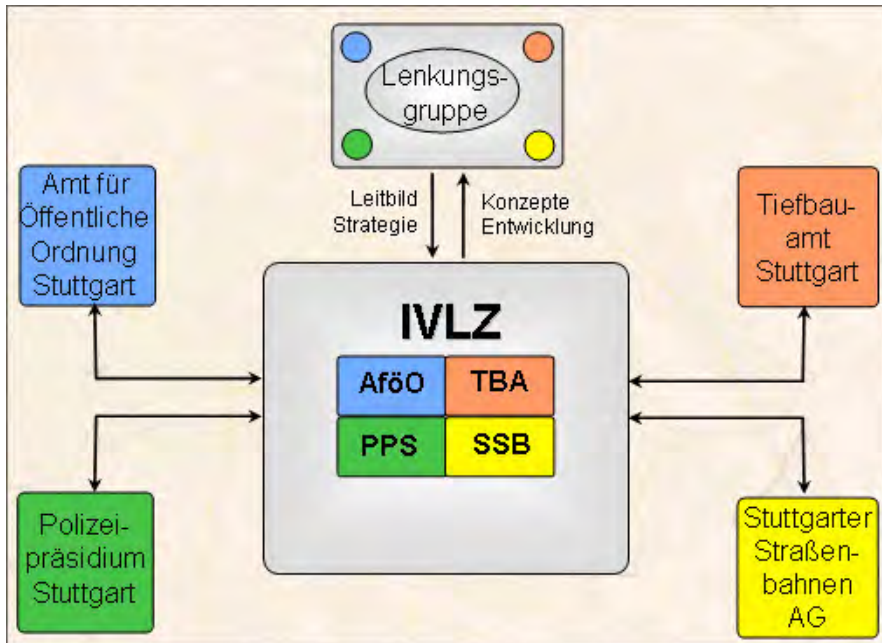 Lenkungs-
gruppe
Leitbild
Strategie
Konzepte
Entwicklung
Amt für
Öffentliche
Ordnung
Stuttgart
Tiefbau-
amt
Stuttgart
IVLZ
AföO
TBA
PPS
SSB
Polizei-
präsidium
Stuttgart
Stuttgarter
Straßen-
bahnen
AG